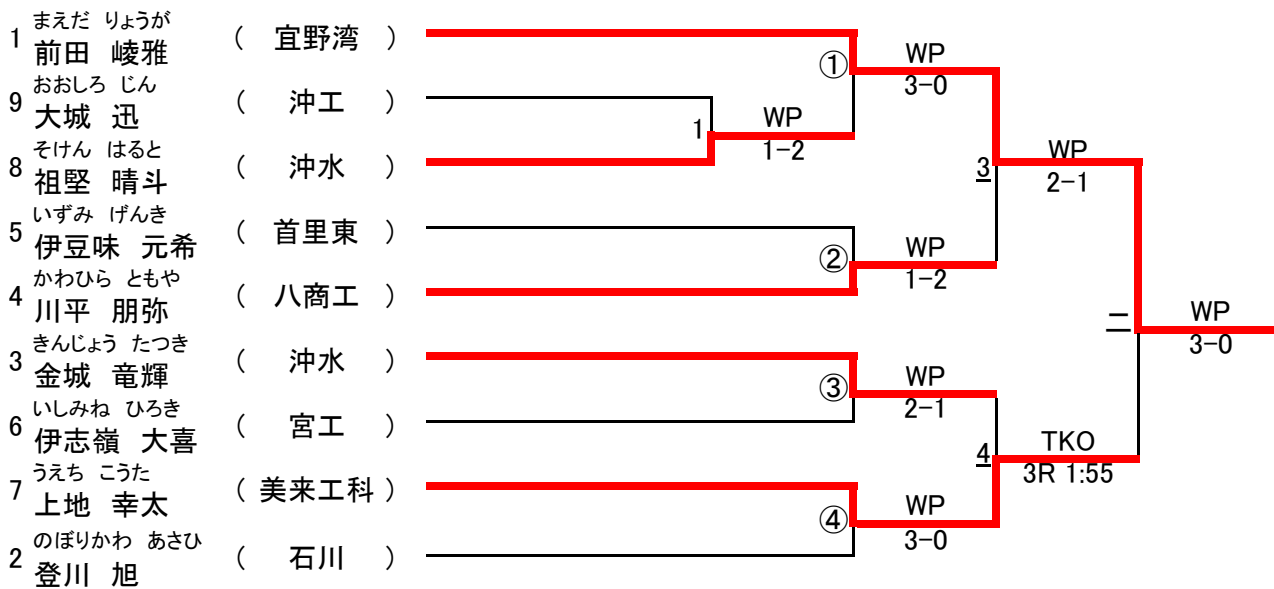 まえだ りょうが
1 前田 崚雅 ( 宜野湾 )
おおしろ じん
9 大城 迅 ( 沖工 )
そけん はると
8 祖堅 晴斗 ( 沖水 )
いずみ げんき
5 伊豆味 元希 ( 首里東 )
かわひら ともや
4 川平 朋弥 ( 八商工 )
きんじょう たつき
3 金城 竜輝 ( 沖水 )
いしみね ひろき
6 伊志嶺 大喜 ( 宮工 )
うえち こうた
7 上地 幸太 ( 美来工科 )
のぼりかわ あさひ
2 登川 旭 ( 石川 )
1 WP
1-2
① WP
3-0
② WP
1-2
③ WP
2-1
④ WP
3-0
3 WP
2-1
4 TKO
3R 1:55
二 WP
3-0